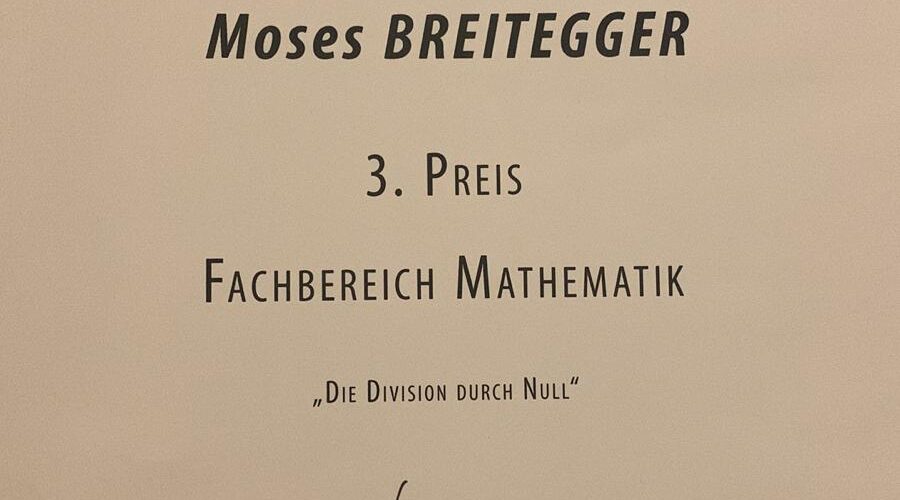 Moses BREITEGGER
3. PREIS
FACHBEREICH MATHEMATIK
„DIE DIVISION DURCH NULL“